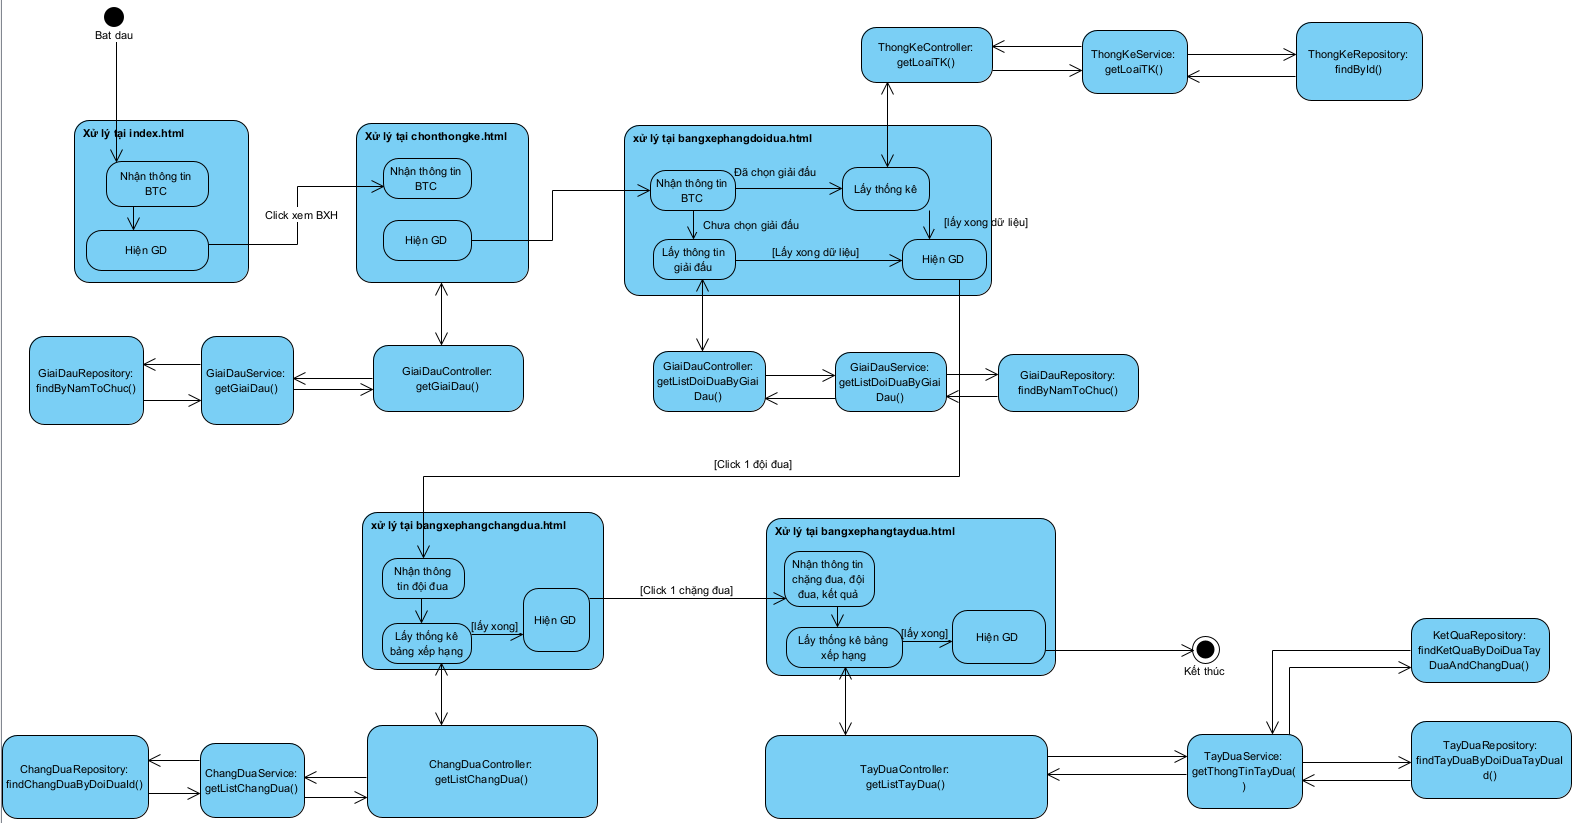 Bat dau
ThongKeController:
getLoaiTK()
ThongKeService:
getLoaiTK()
ThongKeRepository:
findById()
Xử lý tại index.html
Nhận thông tin
BTC
Hiện GD
Click xem BXH
Xử lý tại chonthongke.html
Nhận thông tin
BTC
Hiện GD
xử lý tại bangxephangdoidua.html
Nhận thông tin
BTC
Đã chọn giải đấu
Lấy thống kê
Chưa chọn giải đấu
[lấy xong dữ liệu]
Lấy thông tin
giải đấu
[Lấy xong dữ liệu]
Hiện GD
GiaiDauRepository:
findByNamToChuc()
GiaiDauService:
getGiaiDau()
GiaiDauController:
getGiaiDau()
GiaiDauController:
getListDoiDuaByGiai
Dau()
GiaiDauService:
getListDoiDuaByGiai
Dau()
GiaiDauRepository:
findByNamToChuc()
[Click 1 đội đua]
xử lý tại bangxephangchangdua.html
Nhận thông
tin đội đua
Lấy thống kê
bảng xếp hạng
[lấy xong]
Hiện GD
[Click 1 chặng đua]
Xử lý tại bangxephangtaydua.html
Nhận thông tin
chặng đua, đội
đua, kết quả
Lấy thống kê bảng
xếp hạng
[lấy xong]
Hiện GD
Kết thúc
KetQuaRepository:
findKetQuaByDoiDuaTay
DuaAndChangDua()
ChangDuaRepository:
findChangDuaByDoiDuaId()
ChangDuaService:
getListChangDua()
ChangDuaController:
getListChangDua()
TayDuaController:
getListTayDua()
TayDuaService:
getThongTinTayDua(
)
TayDuaRepository:
findTayDuaByDoiDuaTayDuaI
d()